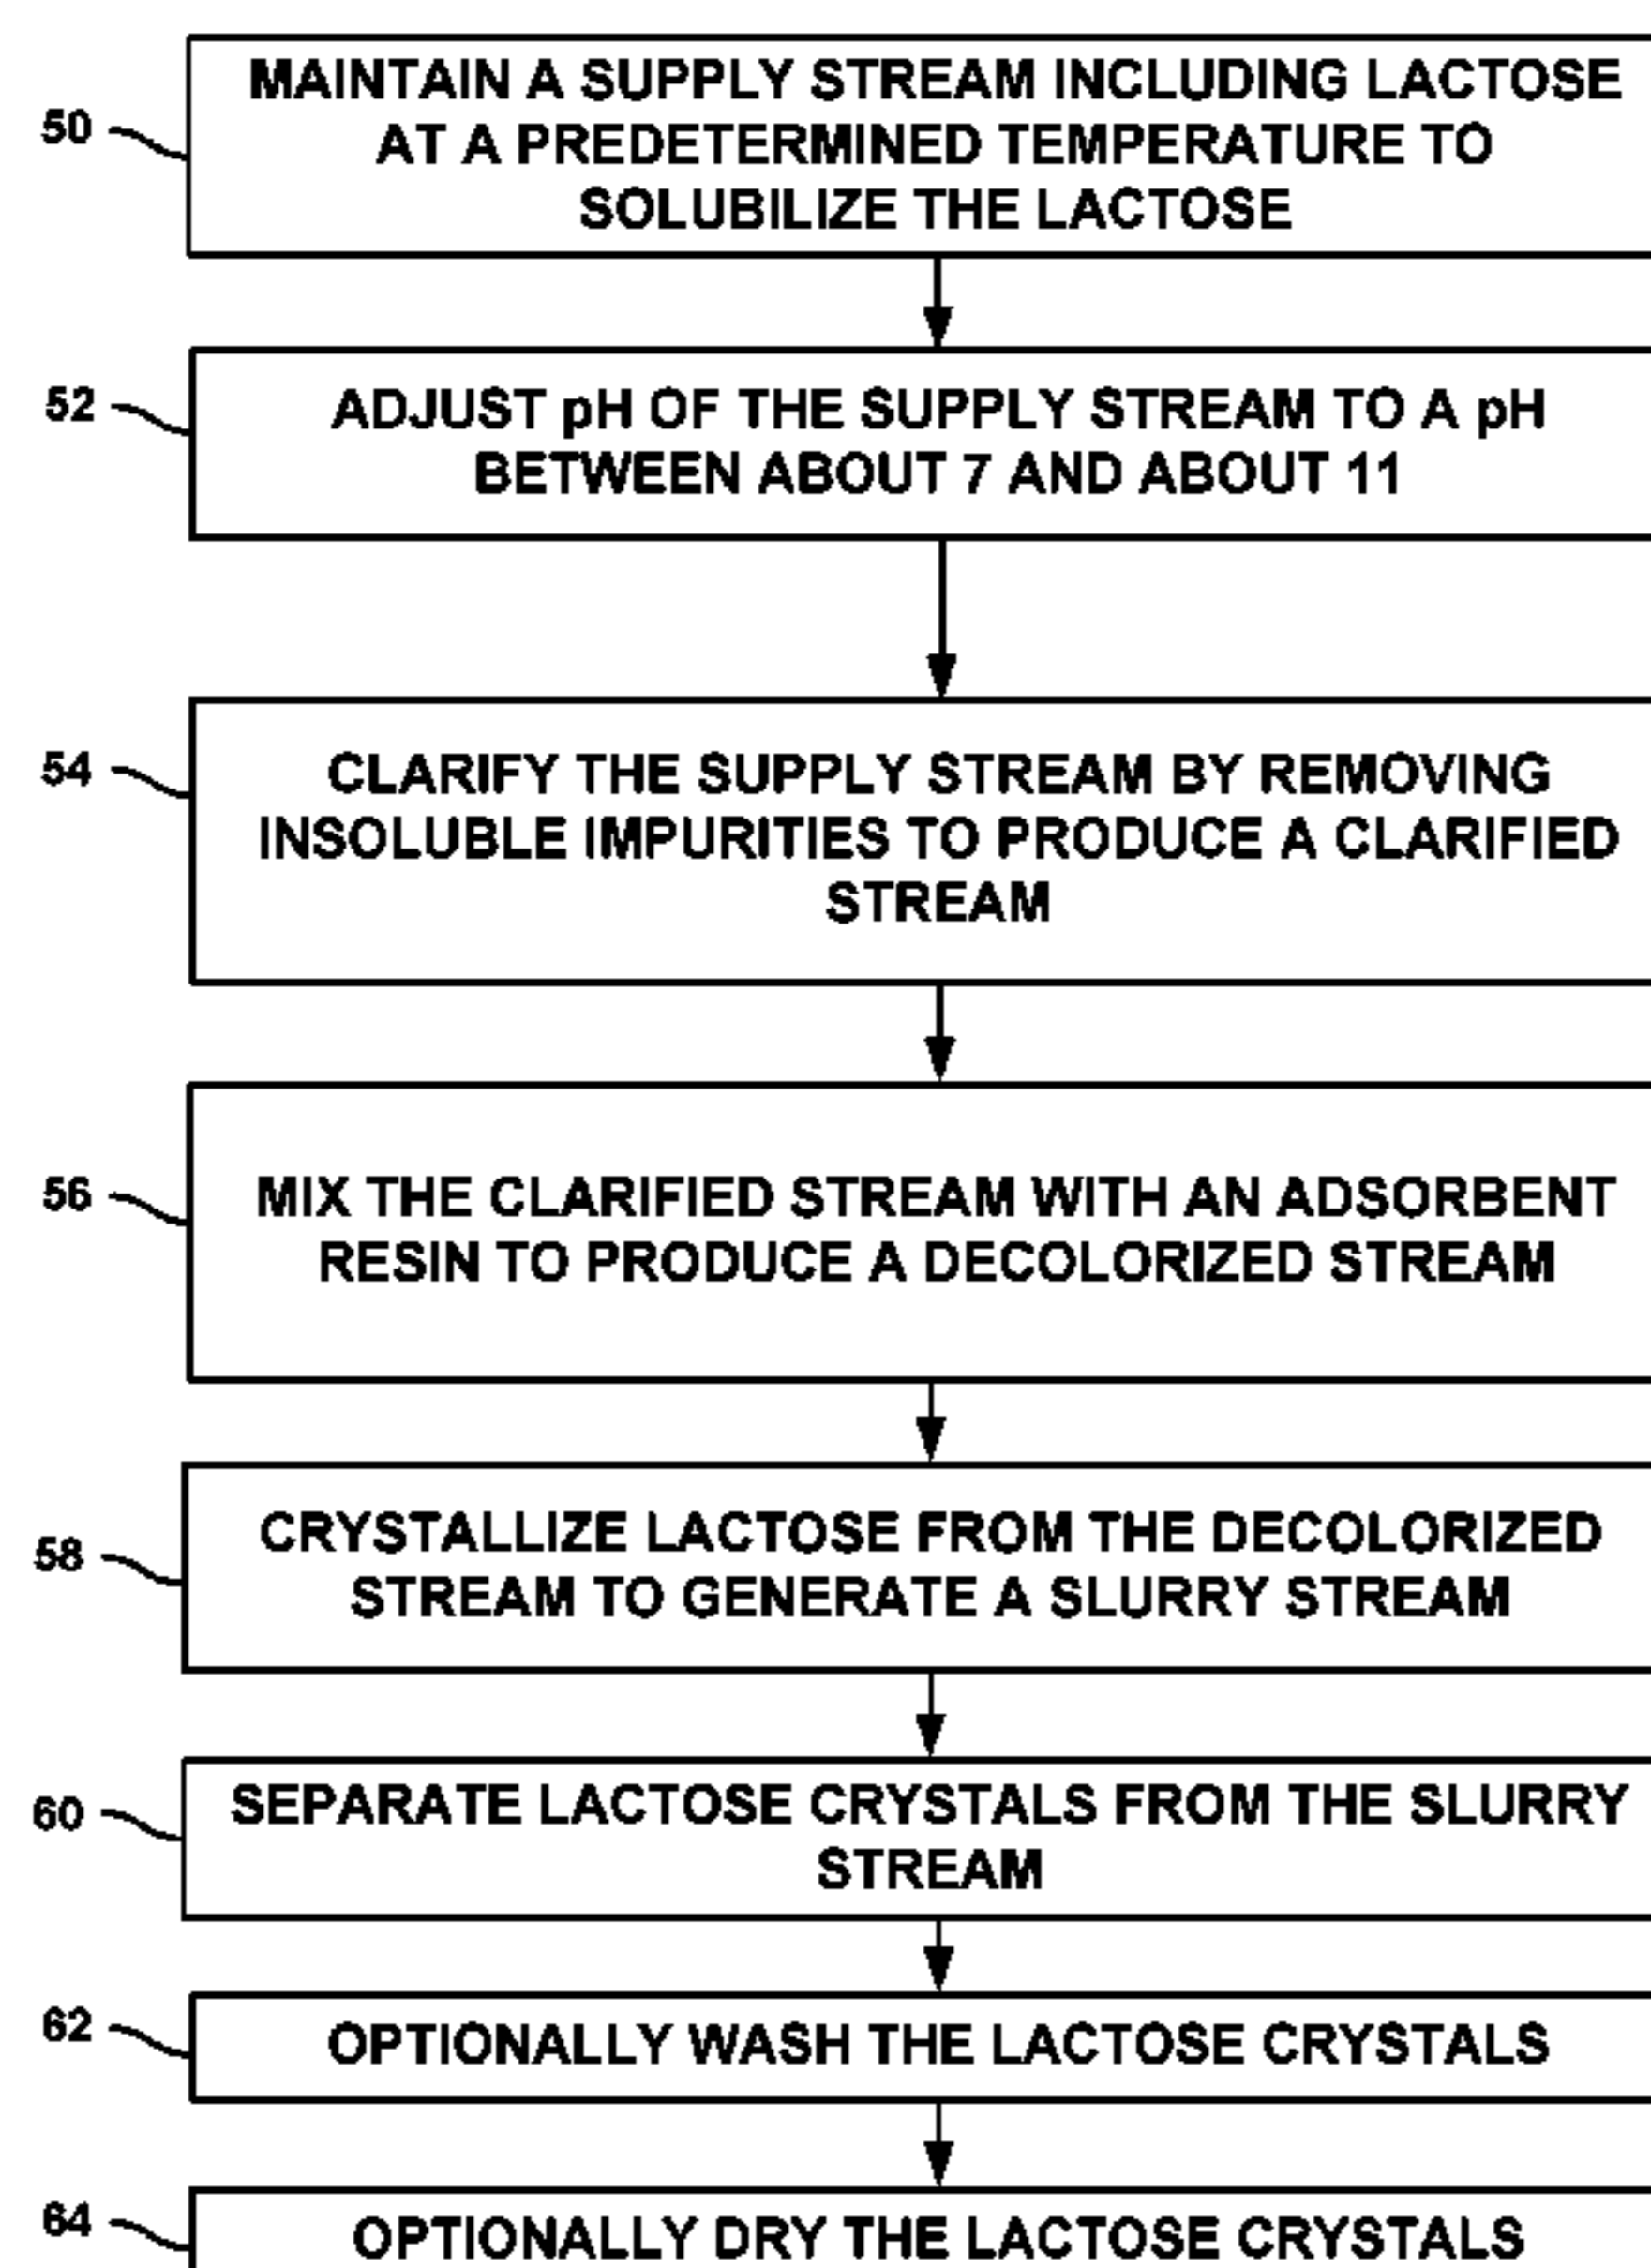 50
MAINTAIN A SUPPLY STREAM INCLUDING LACTOSE
AT A PREDETERMINED TEMPERATURE TO
SOLUBILIZE THE LACTOSE
52
ADJUST pH OF THE SUPPLY STREAM TO A pH
BETWEEN ABOUT 7 AND ABOUT 11
54
CLARIFY THE SUPPLY STREAM BY REMOVING
INSOLUBLE IMPURITIES TO PRODUCE A CLARIFIED
STREAM
56
MIX THE CLARIFIED STREAM WITH AN ADSORBENT
RESIN TO PRODUCE A DECOLORIZED STREAM
58
CRYSTALLIZE LACTOSE FROM THE DECOLORIZED
STREAM TO GENERATE A SLURRY STREAM
60
SEPARATE LACTOSE CRYSTALS FROM THE SLURRY
STREAM
62
OPTIONALLY WASH THE LACTOSE CRYSTALS
64
OPTIONALLY DRY THE LACTOSE CRYSTALS